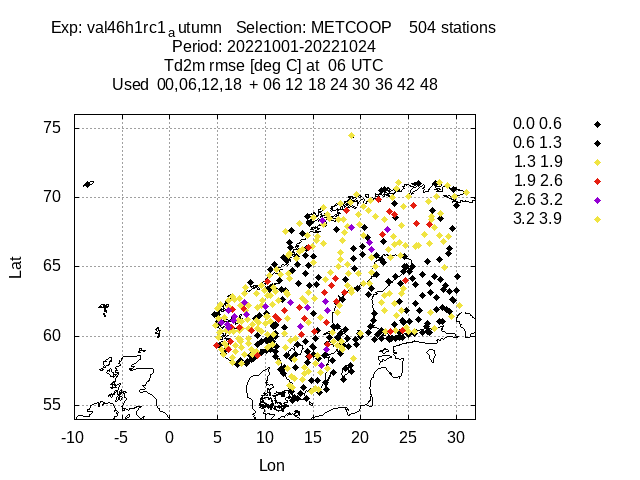 Exp: val46h1rc1autumn Selection: METCOOP 504 stations
Period: 20221001-20221024
Td2m rmse [deg C] at 06 UTC
Used 00,06,12,18 + 06 12 18 24 30 36 42 48
0.0 0.6
0.6 1.3
1.3 1.9
1.9 2.6
2.6 3.2
3.2 3.9
75
70
65
60
55
Lat
-10 -5 0 5 10 15 20 25 30
Lon